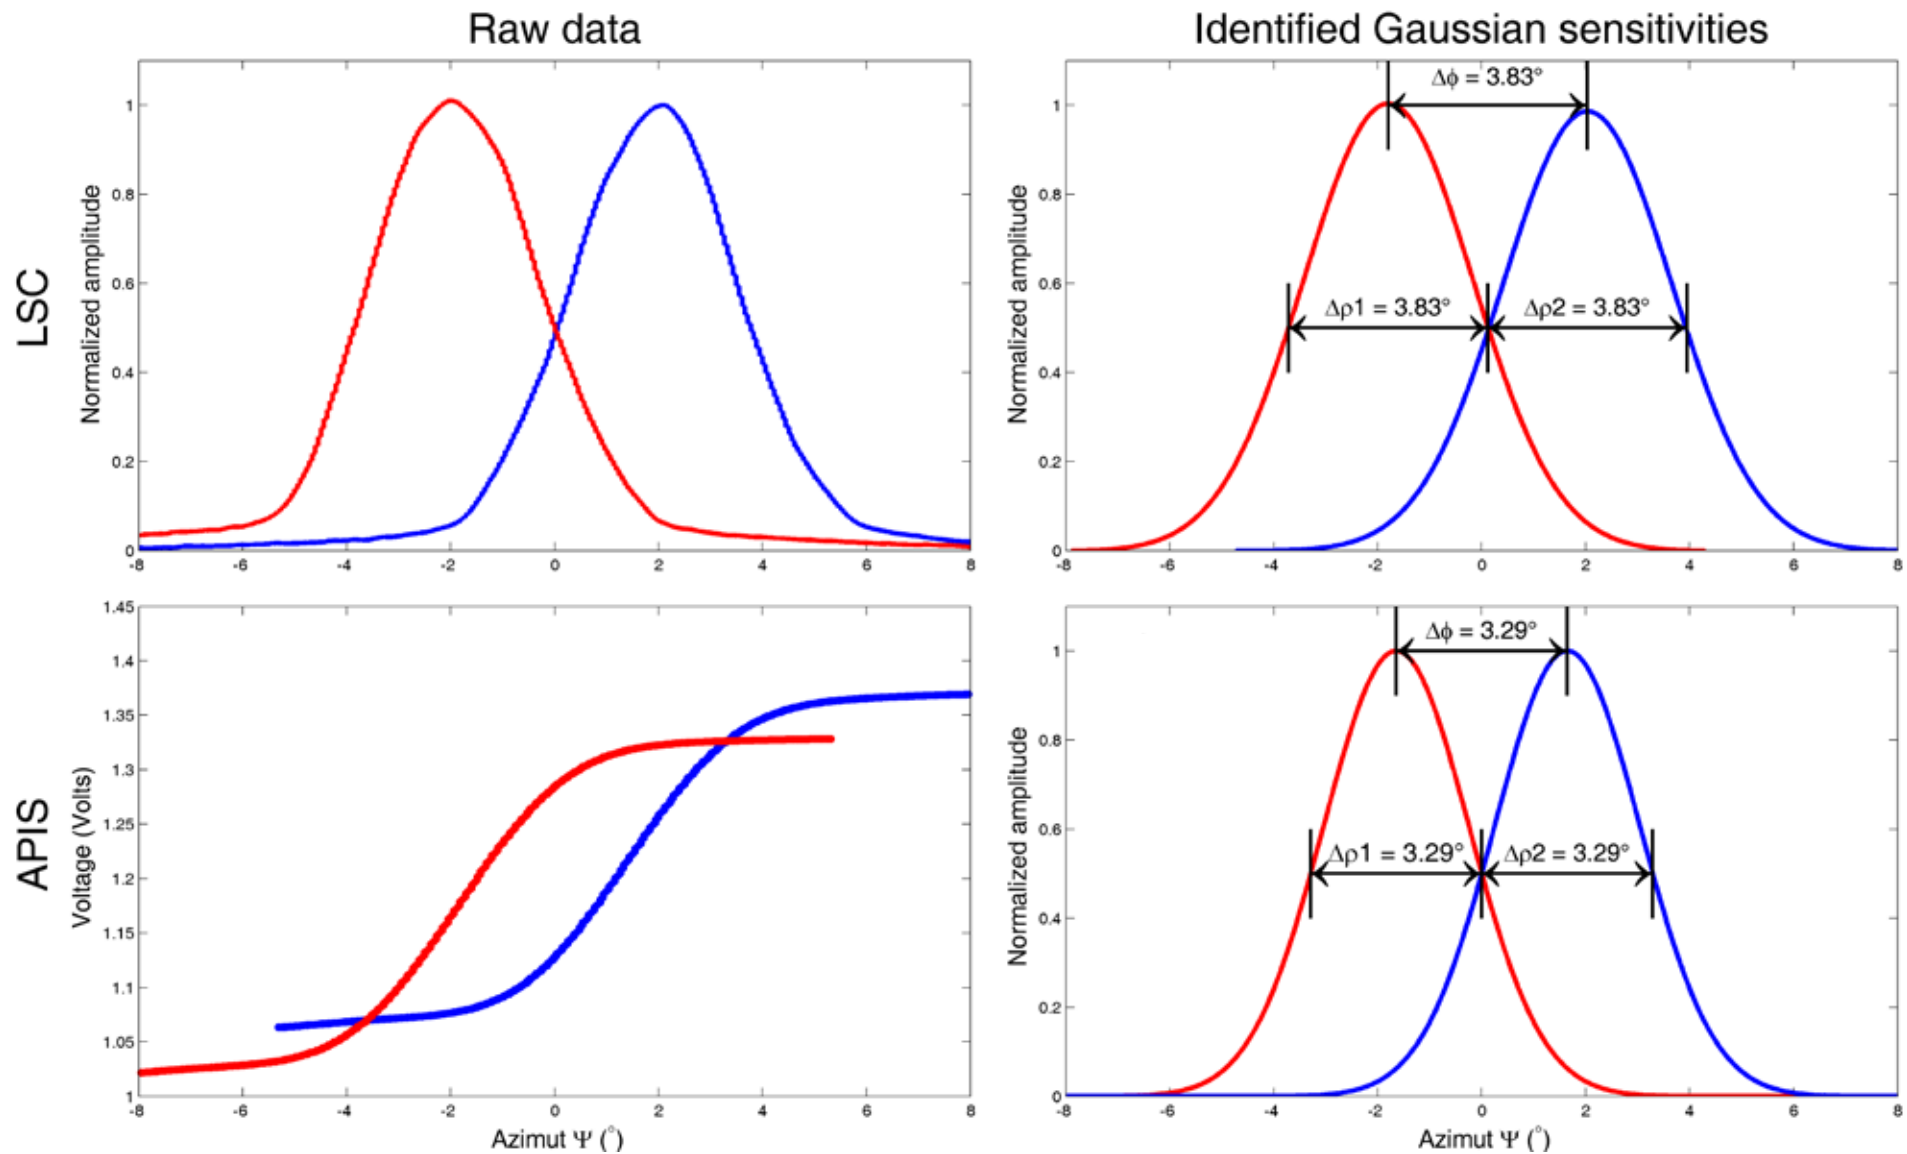 Raw data
Identified Gaussian sensitivities
LSC
Normalized amplitude
1
0.8
0.6
0.4
0.2
0
-8 -6 -4 -2 0 2 4 6 8
Normalized amplitude
1
0.8
0.6
0.4
0.2
0
-8 -6 -4 -2 0 2 4 6 8
Δϕ = 3.83°
Δρ1 = 3.83° Δρ2 = 3.83°
APIS
Voltage (Volts)
1.45
1.4
1.35
1.3
1.25
1.2
1.15
1.1
1.05
1
-8 -6 -4 -2 0 2 4 6 8
Azimut Ψ (°)
Normalized amplitude
1
0.8
0.6
0.4
0.2
0
-8 -6 -4 -2 0 2 4 6 8
Δϕ = 3.29°
Δρ1 = 3.29° Δρ2 = 3.29°
Azimut Ψ (°)